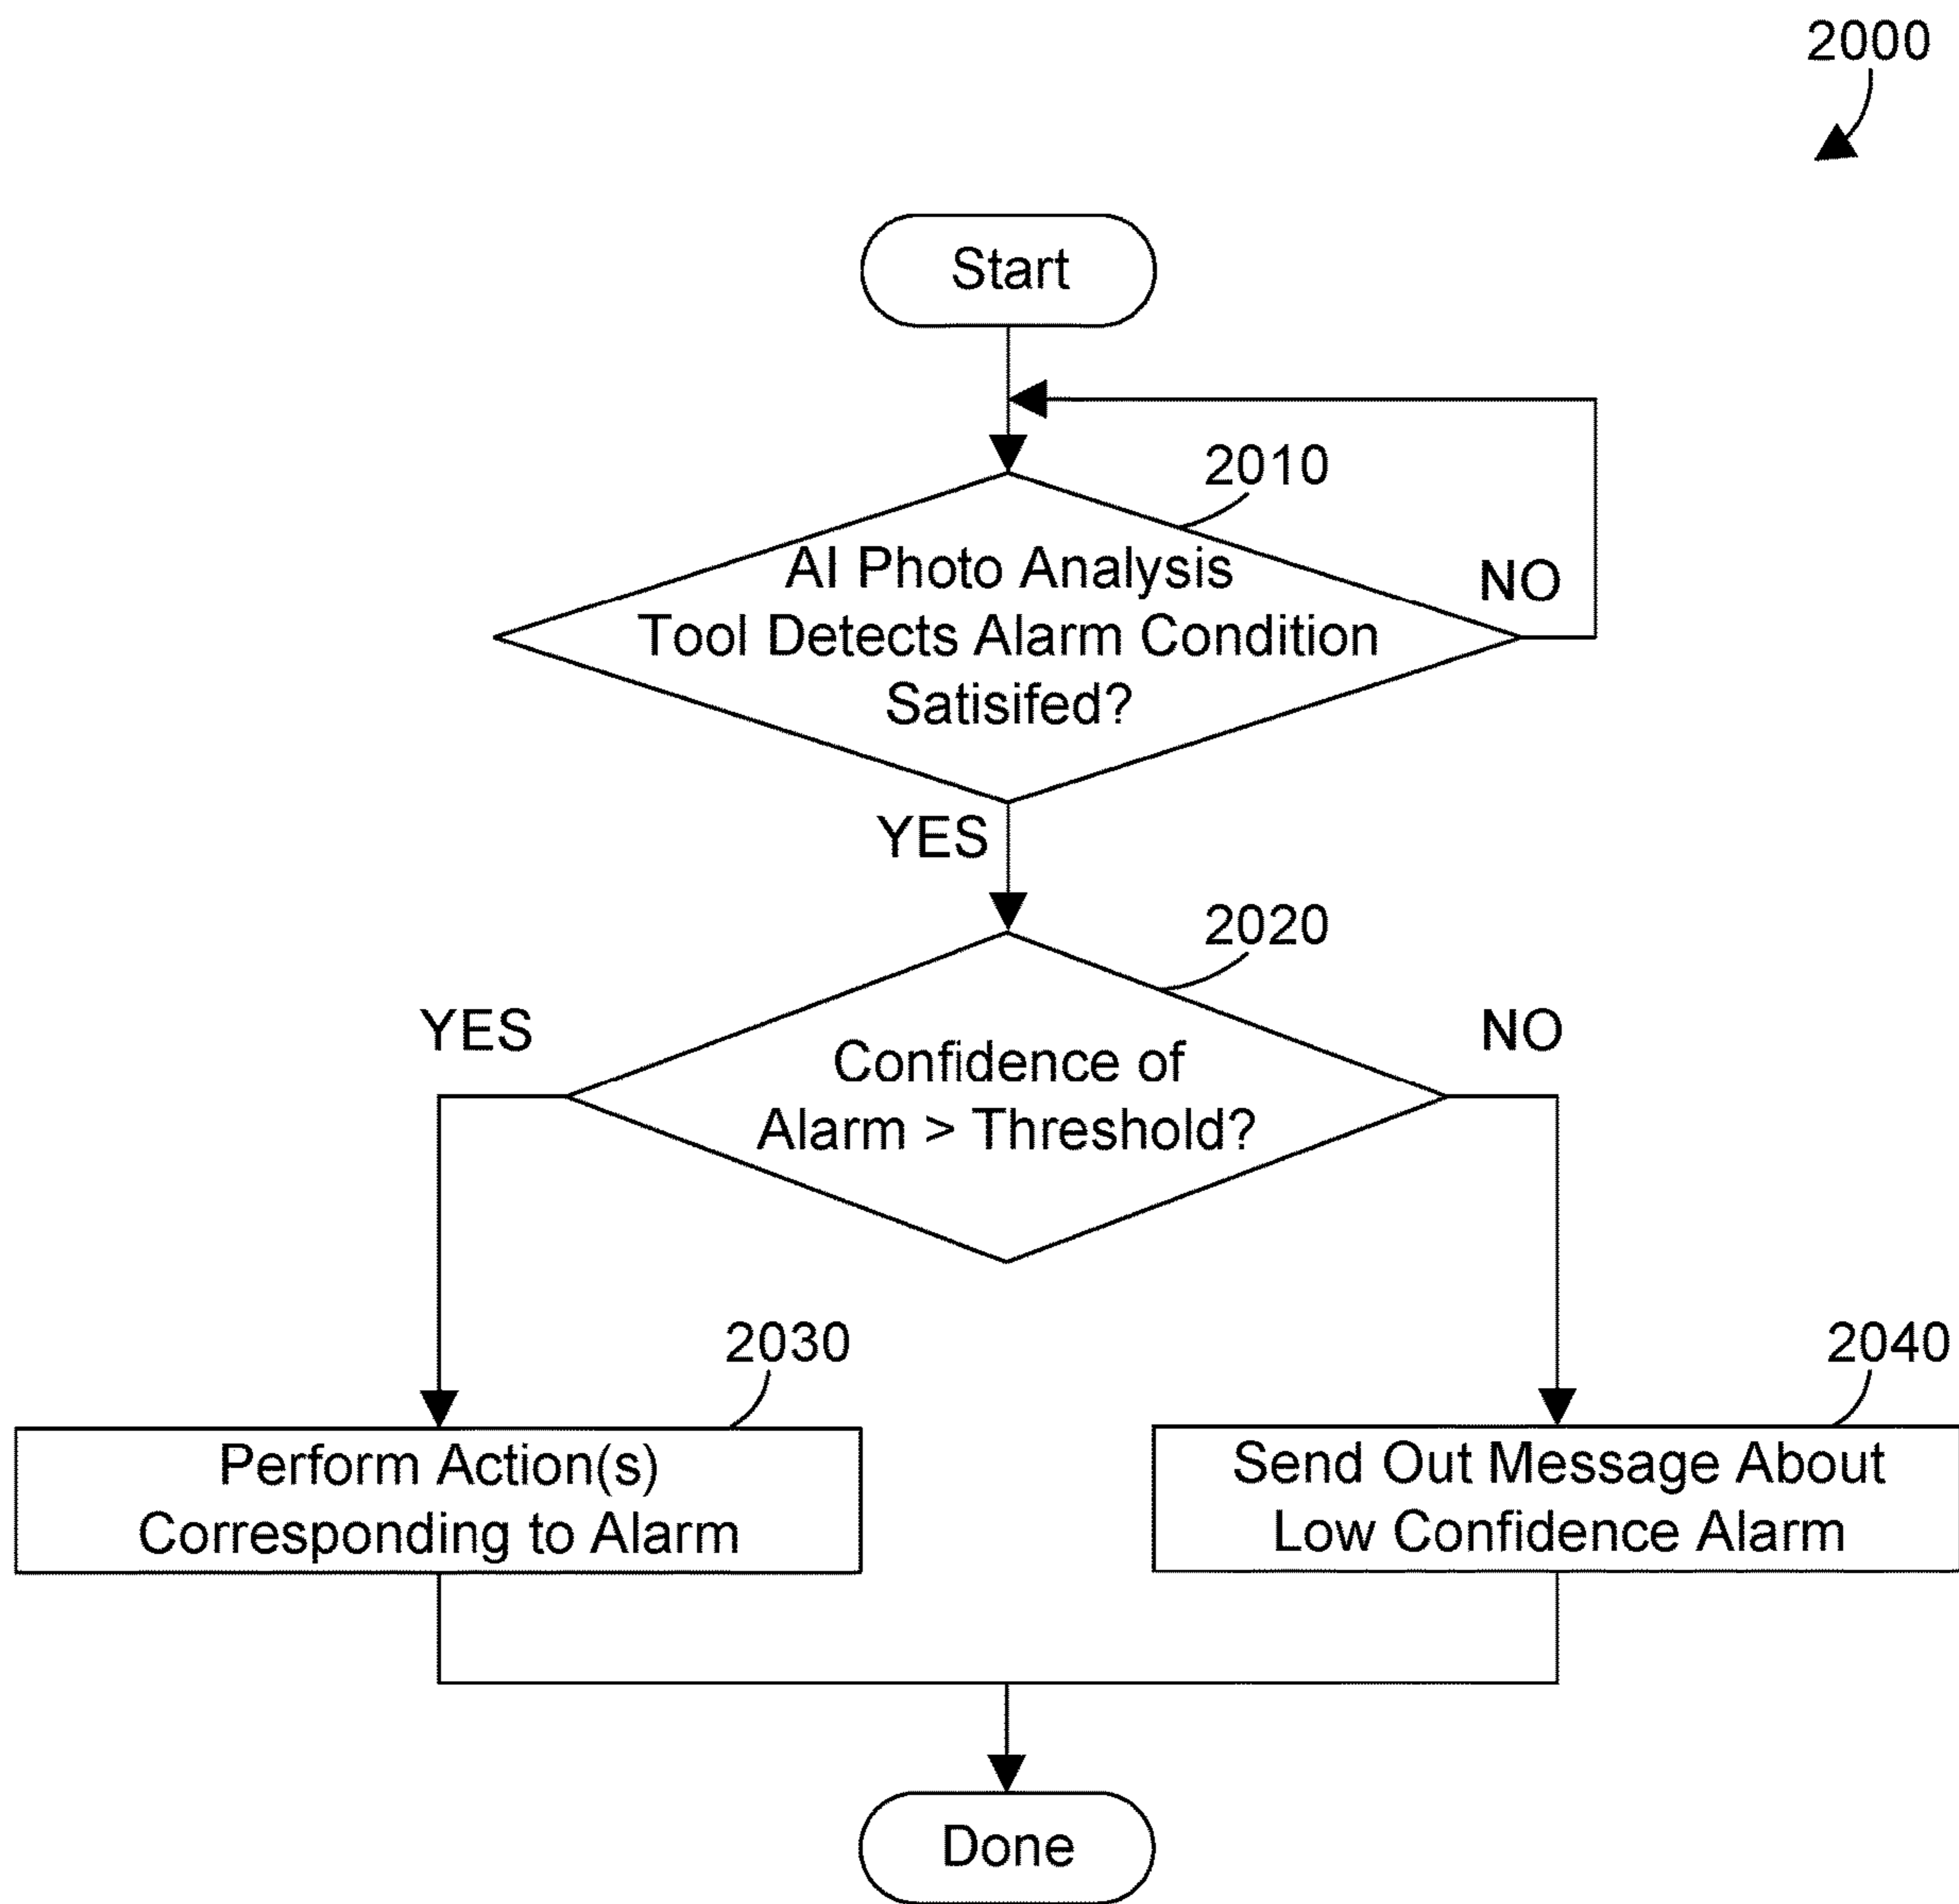 2000
Start
2010
AI Photo Analysis
Tool Detects Alarm Condition
Satisifed?
NO
YES
2020
YES
NO
Confidence of
Alarm > Threshold?
2030
2040
Perform Action(s)
Corresponding to Alarm
Send Out Message About
Low Confidence Alarm
Done